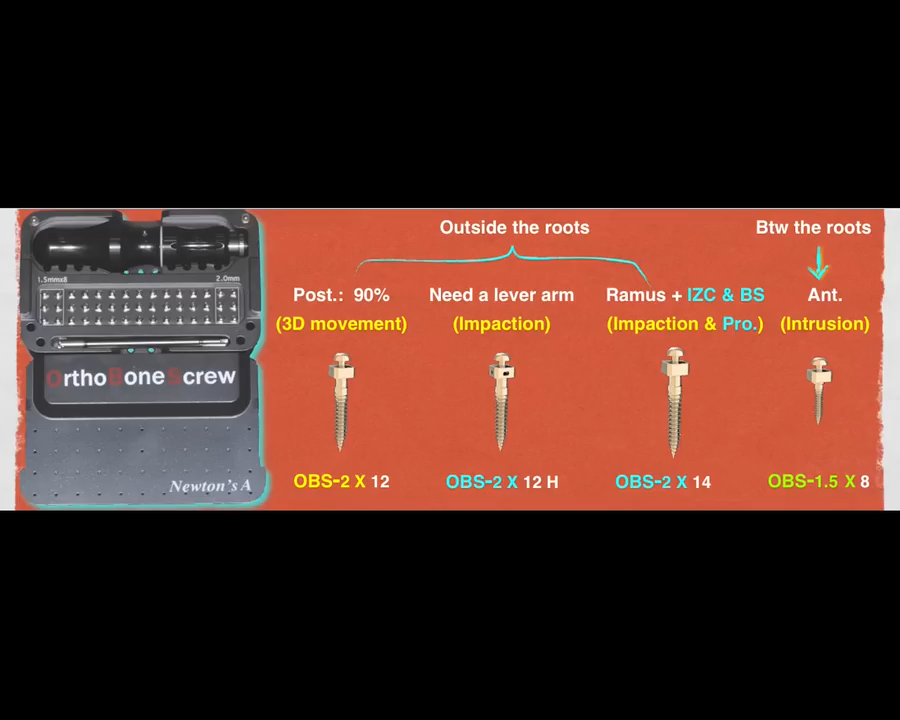 Outside the roots
Btw the roots
Post.: 90%
(3D movement)
Need a lever arm
(Impaction)
Ramus + IZC & BS
(Impaction & Pro.)
Ant.
(Intrusion)
1.5mmx8
2.0mm
OrthoBoneScrew
Newton's A
OBS-2 X 12
OBS-2 X 12 H
OBS-2 X 14
OBS-1.5 X 8